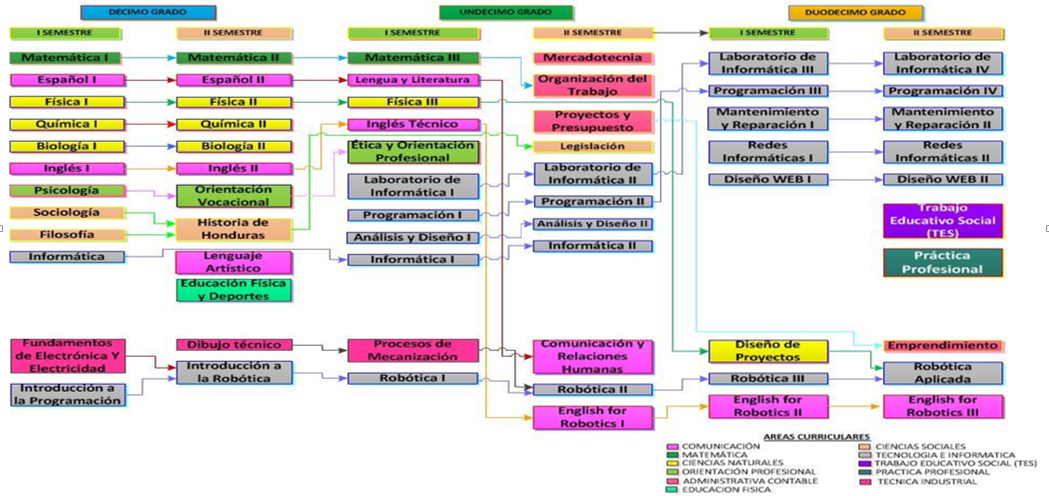 DECIMO GRADO
UNDECIMO GRADO
DUODECIMO GRADO
I SEMESTRE
II SEMESTRE
I SEMESTRE
II SEMESTRE
I SEMESTRE
II SEMESTRE
Matemática I
Español I
Física I
Química I
Biología I
Inglés I
Psicología
Sociología
Filosofía
Informática
Fundamentos
de Electrónica Y
Electricidad
Introducción a
la Programación
Matemática II
Español II
Física II
Química II
Biología II
Inglés II
Orientación
Vocacional
Historia de
Honduras
Lenguaje
Artístico
Educación Física
y Deportes
Dibujo técnico
Introducción a
la Robótica
Matemática III
Lengua y Literatura
Física III
Inglés Técnico
Ética y Orientación
Profesional
Laboratorio de
Informática I
Programación I
Análisis y Diseño I
Informática I
Procesos de
Mecanización
Robótica I
Mercadotecnia
Organización del
Trabajo
Proyectos y
Presupuesto
Legislación
Laboratorio de
Informática II
Programación II
Análisis y Diseño II
Informática II
Comunicación y
Relaciones
Humanas
Robótica II
English for
Robotics I
Laboratorio de
Informática III
Programación III
Mantenimiento
y Reparación I
Redes
Informáticas I
Diseño WEB I
Diseño de
Proyectos
Robótica III
English for
Robotics II
Laboratorio de
Informática IV
Programación IV
Mantenimiento
y Reparación II
Redes
Informáticas II
Diseño WEB II
Trabajo
Educativo Social
(TES)
Práctica
Profesional
Emprendimiento
Robótica
Aplicada
English for
Robotics III
AREAS CURRICULARES
COMUNICACIÓN
MATEMÁTICA
CIENCIAS NATURALES
ORIENTACIÓN PROFESIONAL
ADMINISTRATIVA CONTABLE
EDUCACION FISICA
CIENCIAS SOCIALES
TECNOLOGIA E INFORMATICA
TRABAJO EDUCATIVO SOCIAL (TES)
PRACTICA PROFESIONAL
TECNICA INDUSTRIAL